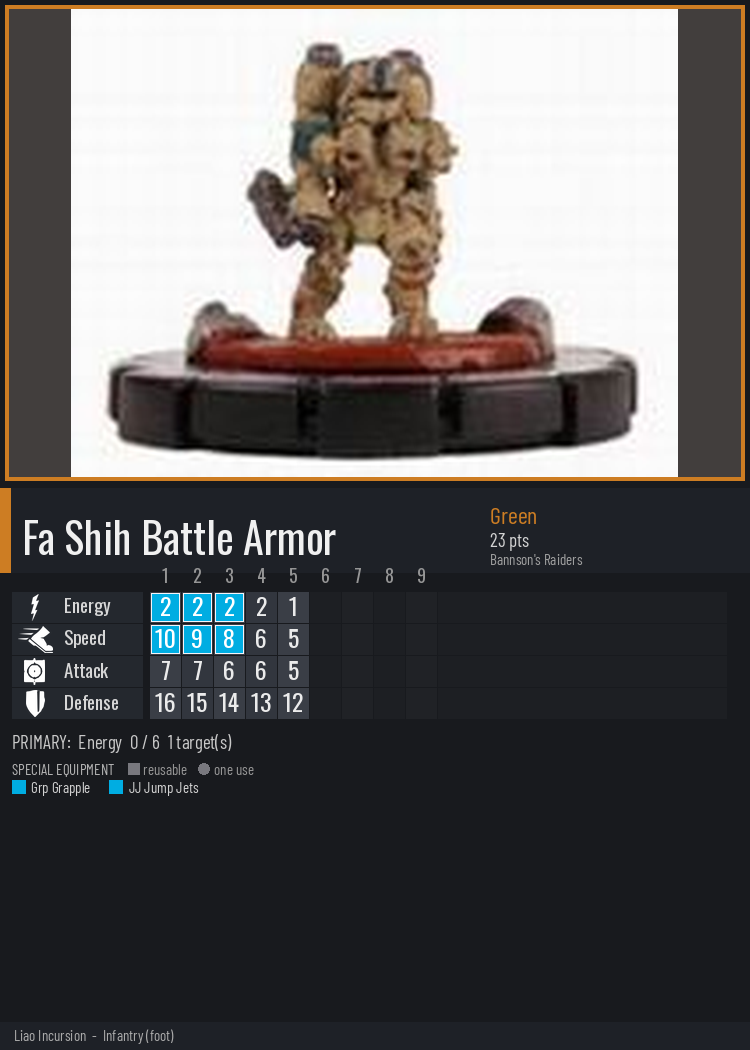 Fa Shih Battle Armor
Green
23 pts
Bannson's Raiders
1 2 3 4 5 6 7 8 9
Energy 2 2 2 2 1
Speed 10 9 8 6 5
Attack 7 7 6 6 5
Defense 16 15 14 13 12
PRIMARY: Energy 0 / 6 1 target(s)
SPECIAL EQUIPMENT reusable one use
Grp Grapple JJ Jump Jets
Liao Incursion - Infantry (foot)